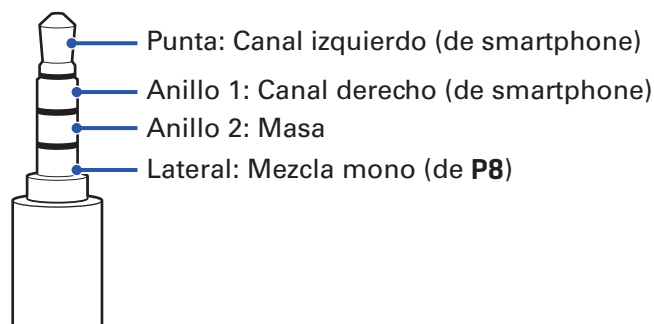 Punta: Canal izquierdo (de smartphone)
Anillo 1: Canal derecho (de smartphone)
Anillo 2: Masa
Lateral: Mezcla mono (de P8)